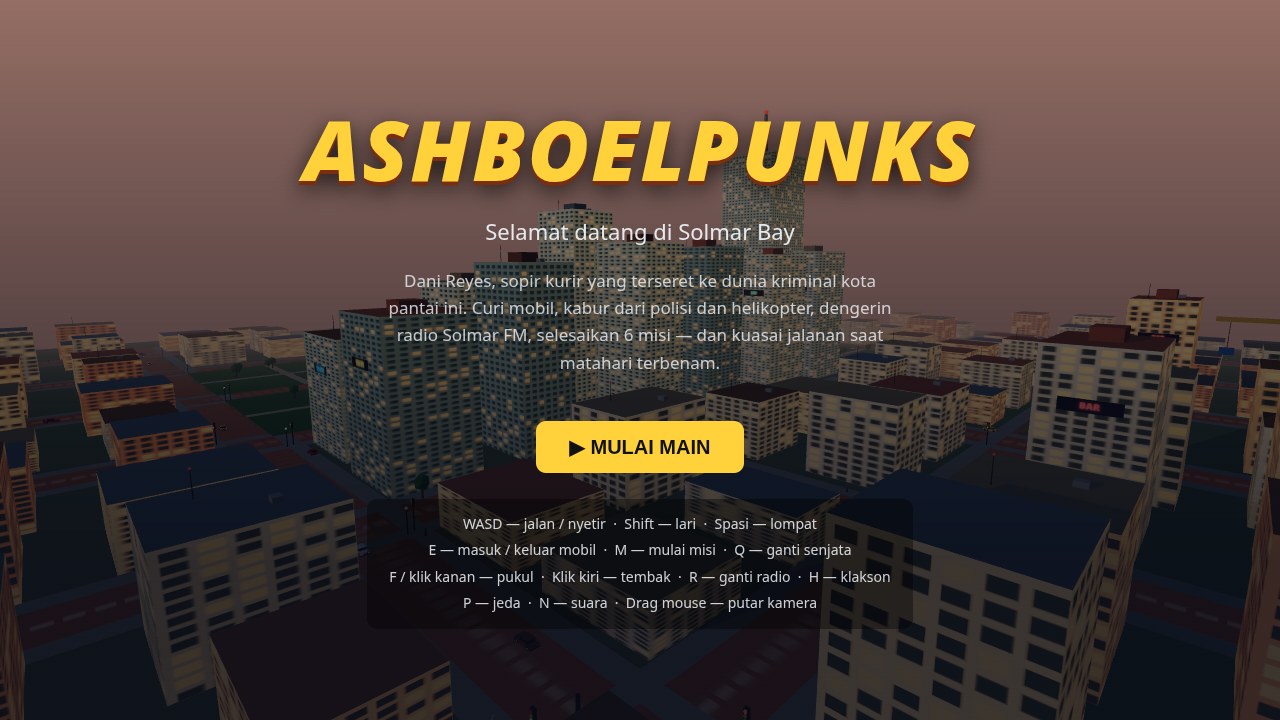 ASHBOELPUNKS
Selamat datang di Solmar Bay
Dani Reyes, sopir kurir yang terseret ke dunia kriminal kota
pantai ini. Curi mobil, kabur dari polisi dan helikopter, dengerin
radio Solmar FM, selesaikan 6 misi — dan kuasai jalanan saat
matahari terbenam.
BAR
▶ MULAI MAIN
WASD — jalan / nyetir · Shift — lari · Spasi — lompat
E — masuk / keluar mobil · M — mulai misi · Q — ganti senjata
F / klik kanan — pukul · Klik kiri — tembak · R — ganti radio · H — klakson
P — jeda · N — suara · Drag mouse — putar kamera